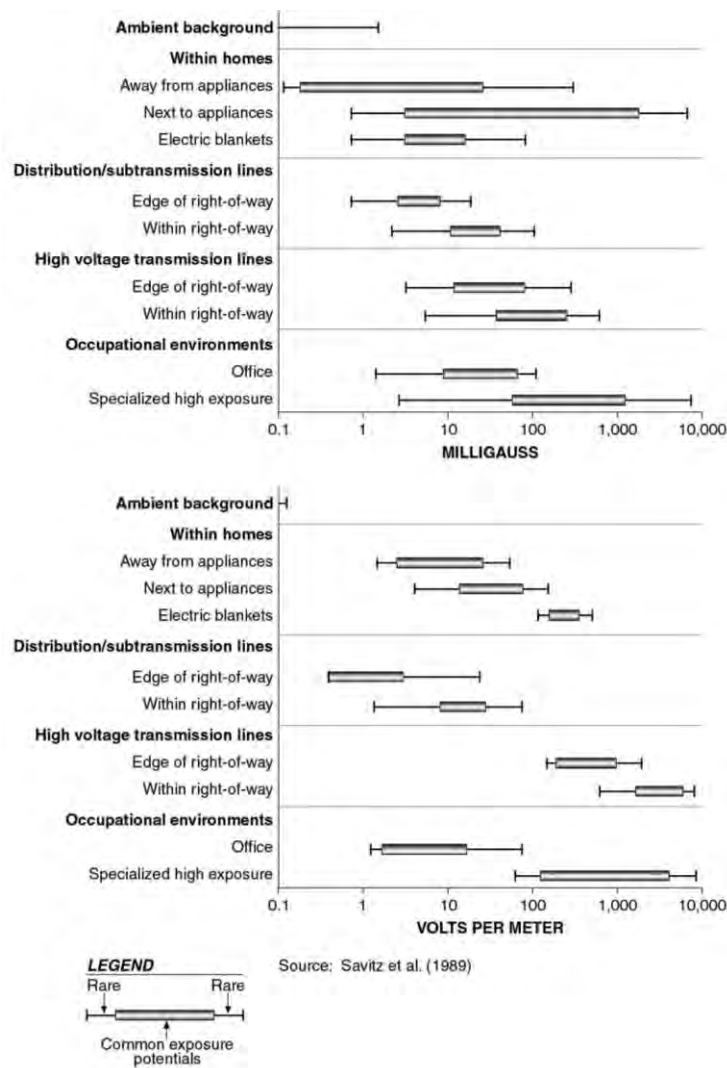 Ambient background
Within homes
Away from appliances
Next to appliances
Electric blankets
Distribution/subtransmission lines
Edge of right-of-way
Within right-of-way
High voltage transmission lines
Edge of right-of-way
Within right-of-way
Occupational environments
Office
Specialized high exposure
0.1 1 10 100 1,000 10,000
MILLIGAUSS
Ambient background
Within homes
Away from appliances
Next to appliances
Electric blankets
Distribution/subtransmission lines
Edge of right-of-way
Within right-of-way
High voltage transmission lines
Edge of right-of-way
Within right-of-way
Occupational environments
Office
Specialized high exposure
0.1 1 10 100 1,000 10,000
VOLTS PER METER
LEGEND
Source: Savitz et al. (1989)
Rare Rare
Common exposure
potentials